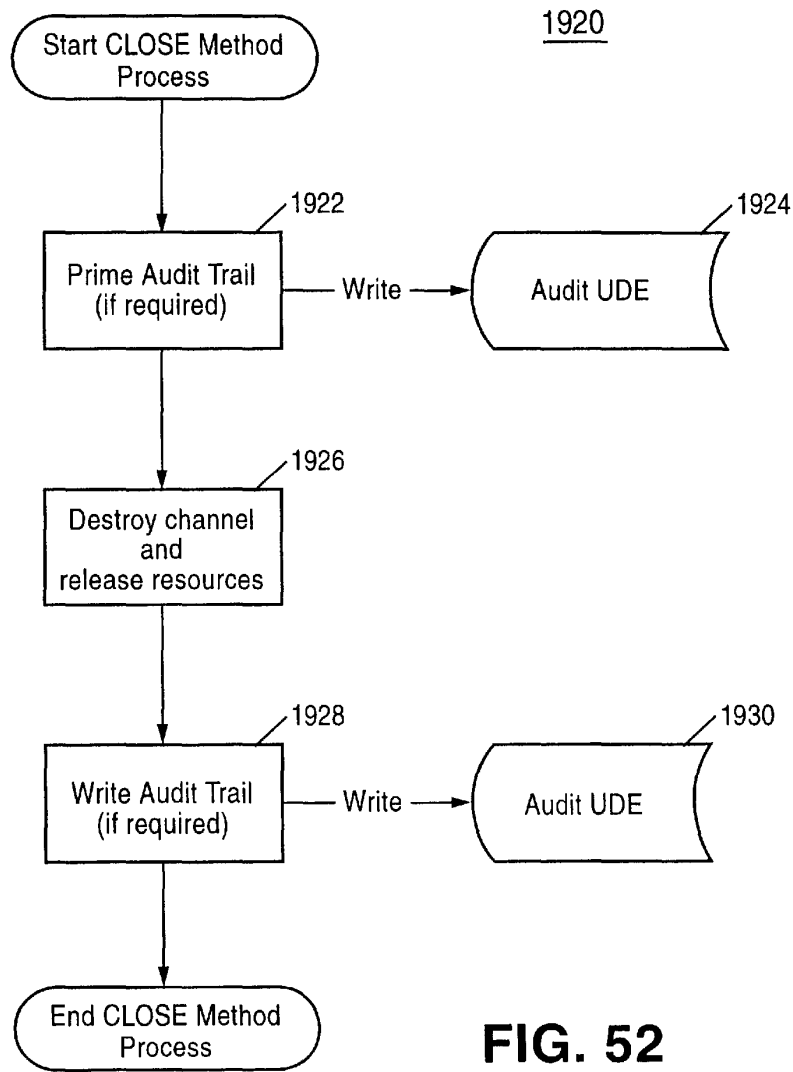 Start CLOSE Method
Process
1920
1922
Prime Audit Trail
(if required)
Write
1924
Audit UDE
1926
Destroy channel
and
release resources
1928
Write Audit Trail
(if required)
Write
1930
Audit UDE
End CLOSE Method
Process
FIG. 52